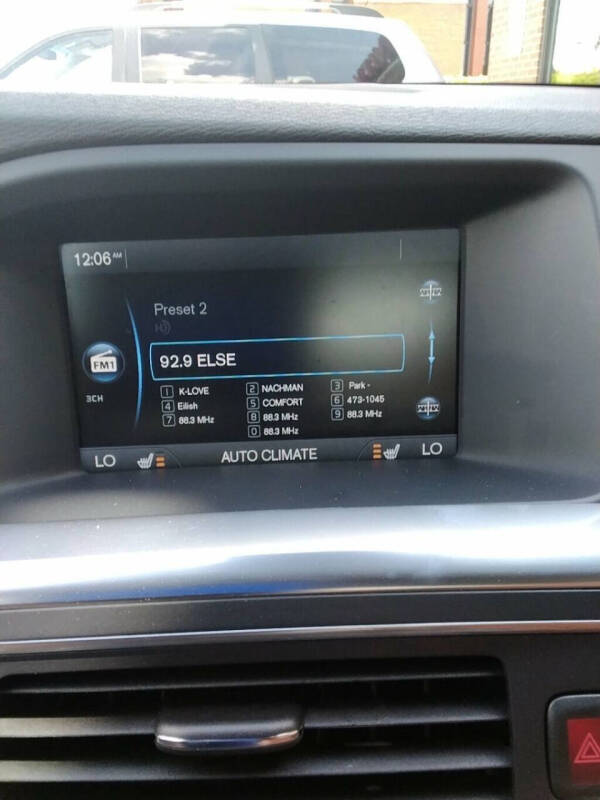 12:06 AM
Preset 2
HD
92.9 ELSE
FM1
3CH
1 K-LOVE 2 NACHMAN 3 Park -
4 Eilish 5 COMFORT 6 473-1045
7 88.3 MHz 8 88.3 MHz 9 88.3 MHz
0 88.3 MHz
LO AUTO CLIMATE LO